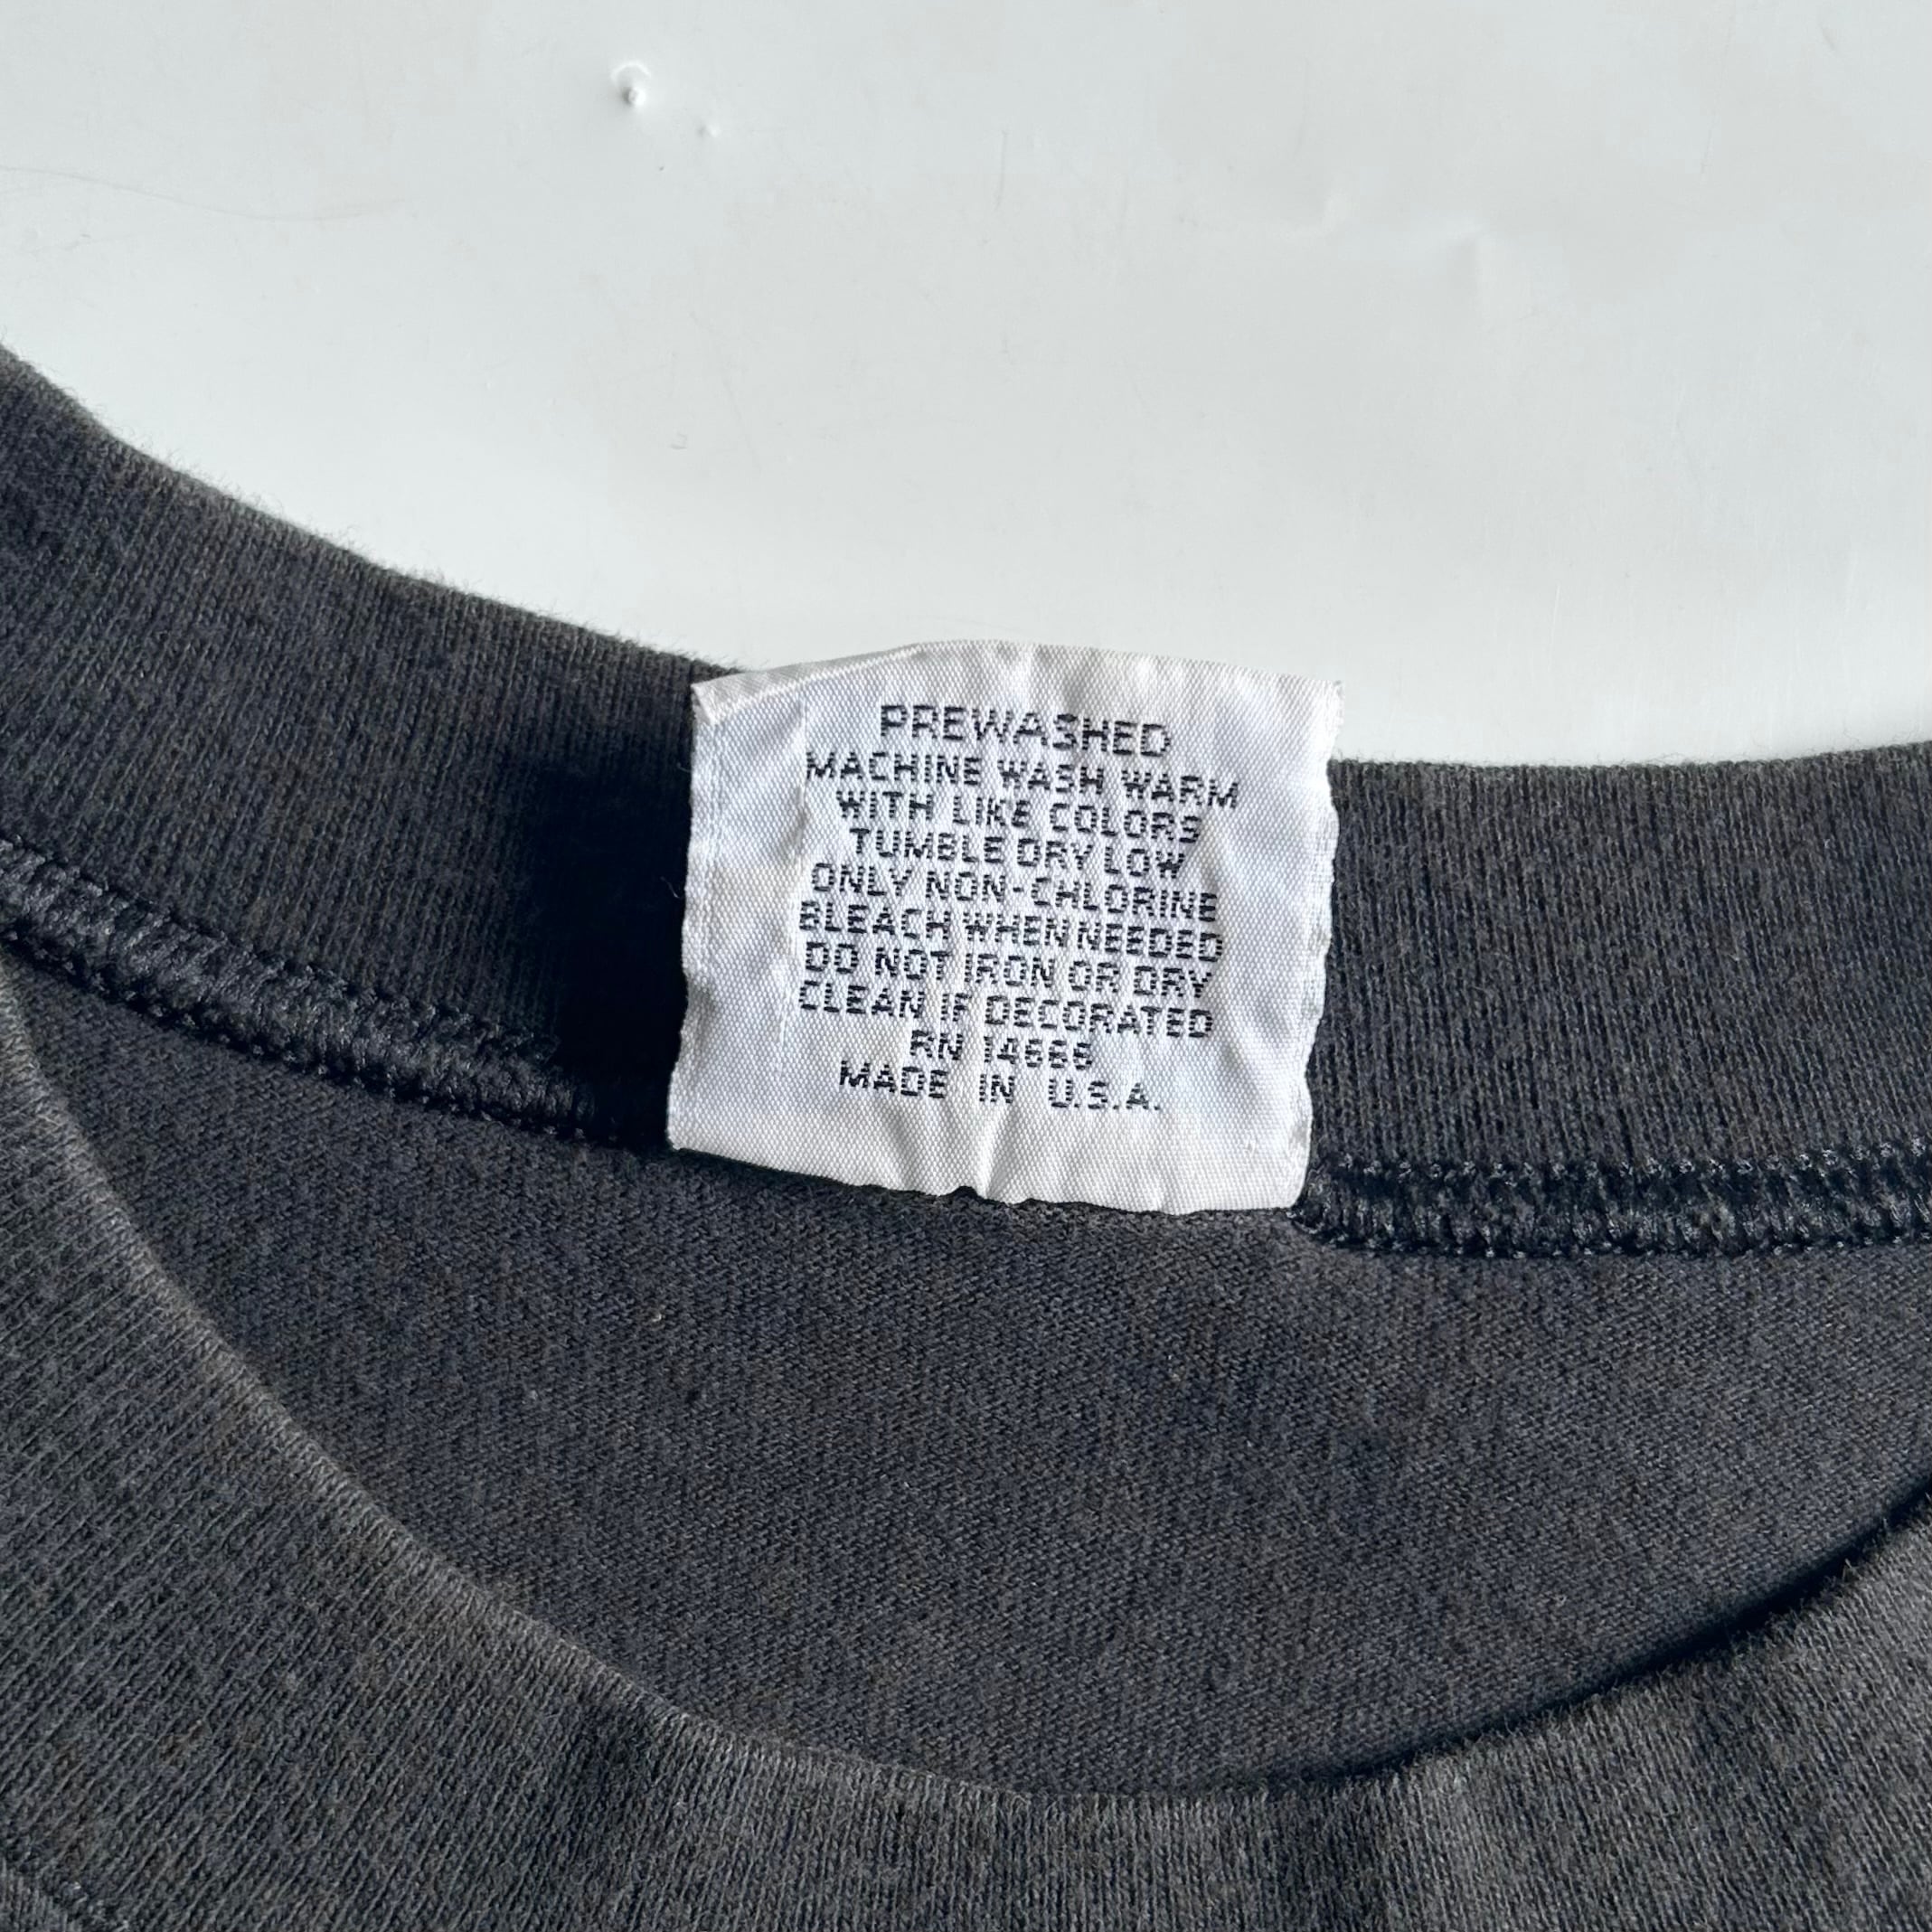 PREWASHED
MACHINE WASH WARM
WITH LIKE COLORS
TUMBLE DRY LOW
ONLY NON-CHLORINE
BLEACH WHEN NEEDED
DO NOT IRON OR DRY
CLEAN IF DECORATED
RN 14666
MADE IN U.S.A.